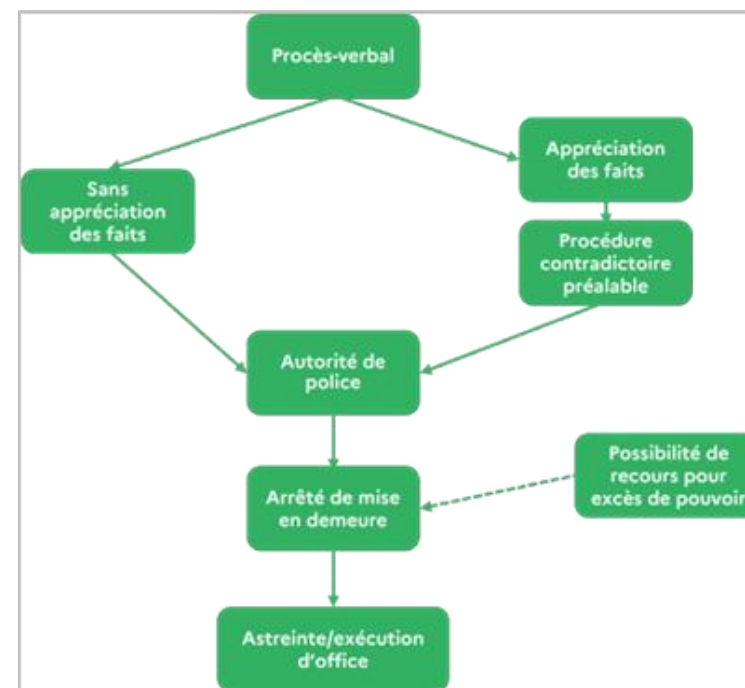 Procès-verbal
Sans
appréciation
des faits
Appréciation
des faits
Procédure
contradictoire
préalable
Autorité de
police
Possibilité de
recours pour
excès de pouvoir
Arrêté de mise
en demeure
Astreinte/exécution
d'office